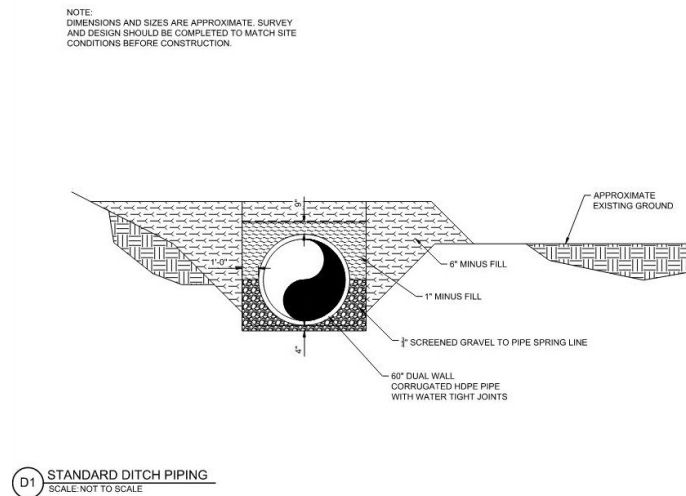 NOTE:
DIMENSIONS AND SIZES ARE APPROXIMATE. SURVEY
AND DESIGN SHOULD BE COMPLETED TO MATCH SITE
CONDITIONS BEFORE CONSTRUCTION.
9"
APPROXIMATE
EXISTING GROUND
1'-0"
6" MINUS FILL
1" MINUS FILL
¾" SCREENED GRAVEL TO PIPE SPRING LINE
4"
60" DUAL WALL
CORRUGATED HDPE PIPE
WITH WATER TIGHT JOINTS
D1
STANDARD DITCH PIPING
SCALE:NOT TO SCALE